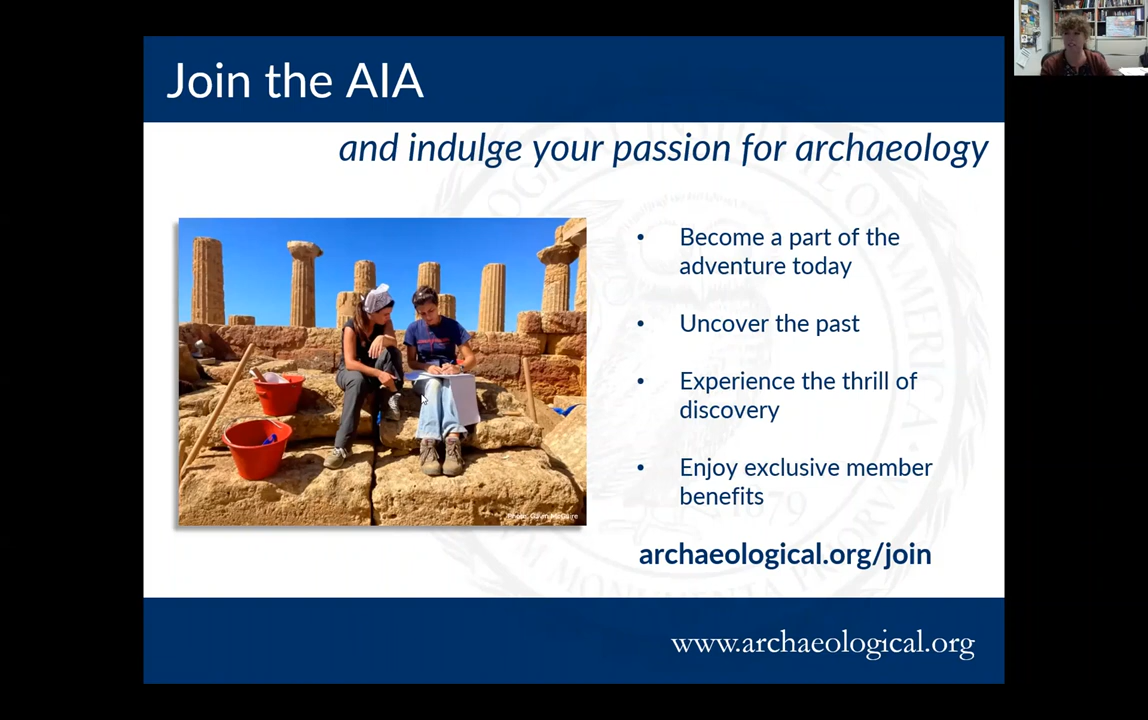 Join the AIA
and indulge your passion for archaeology
• Become a part of the
adventure today
• Uncover the past
• Experience the thrill of
discovery
• Enjoy exclusive member
benefits
archaeological.org/join
www.archaeological.org
1879